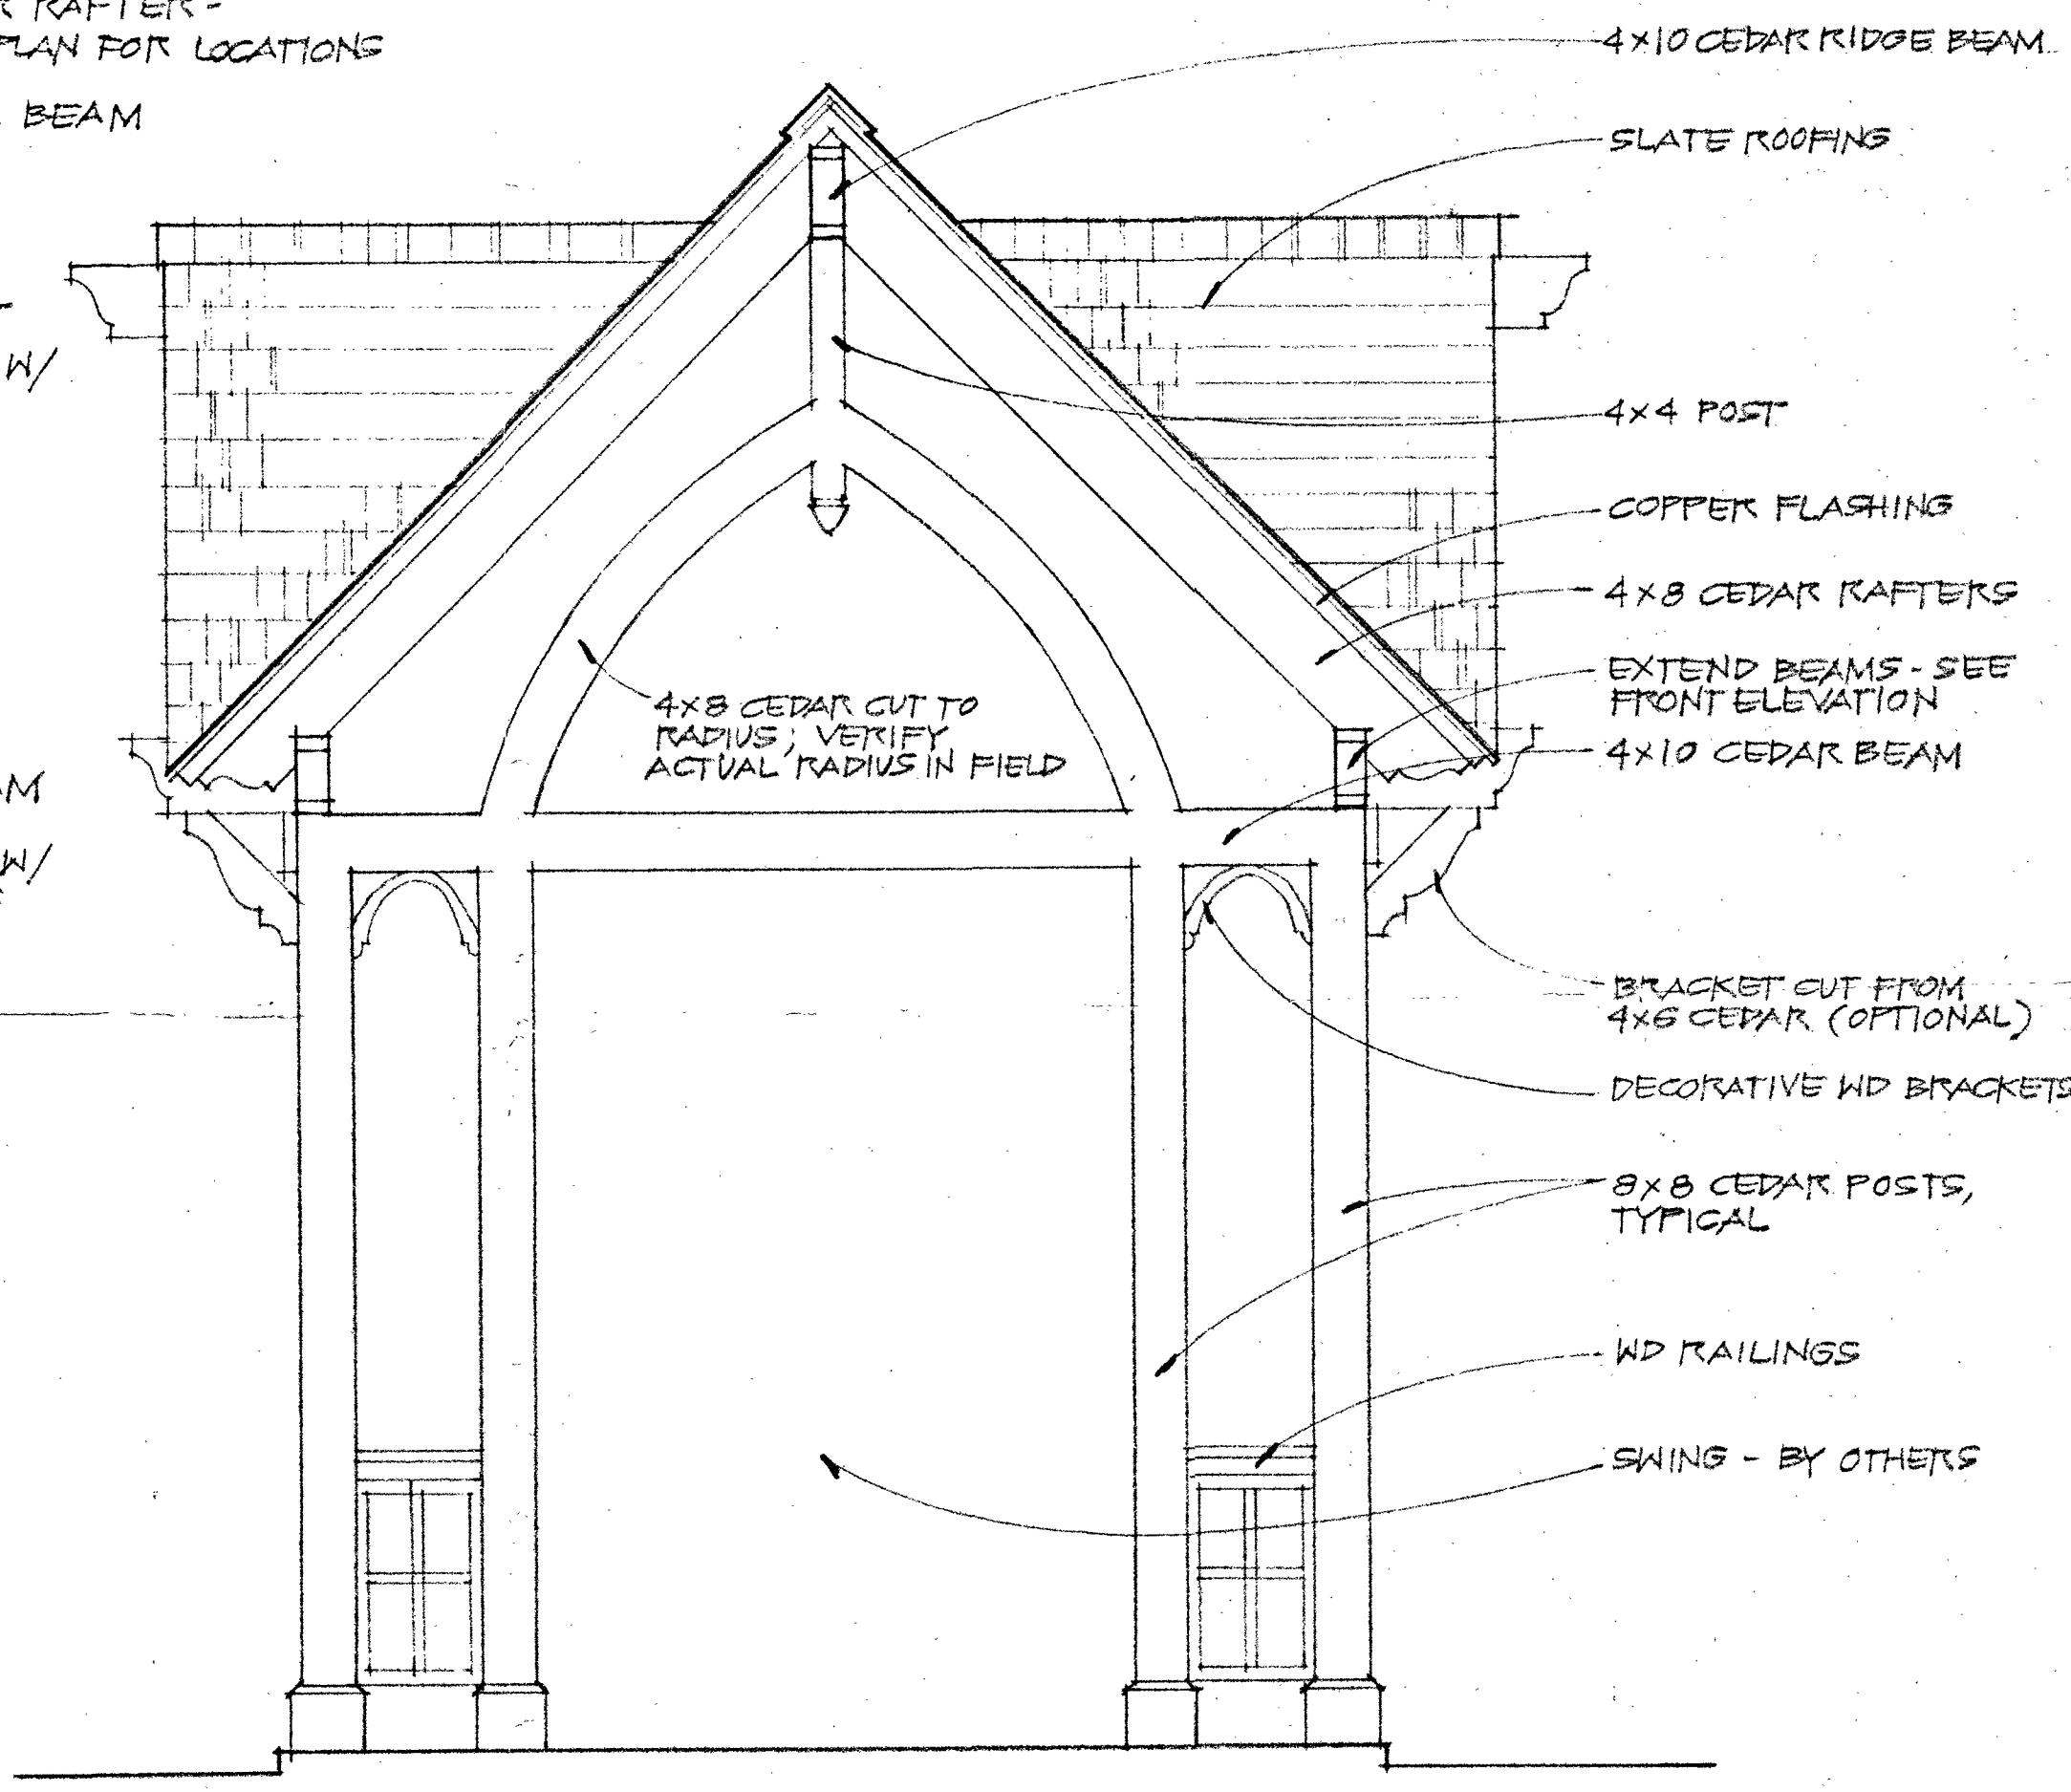 RAFTER-
PLAN FOR LOCATIONS
BEAM
W/
W/
4x10 CEDAR RIDGE BEAM
SLATE ROOFING
4x4 POST
COPPER FLASHING
4x8 CEDAR RAFTERS
EXTEND BEAMS - SEE
FRONT ELEVATION
4x10 CEDAR BEAM
4x8 CEDAR CUT TO
RADIUS; VERIFY
ACTUAL RADIUS IN FIELD
BRACKET CUT FROM
4x6 CEDAR (OPTIONAL)
DECORATIVE WD BRACKETS
8x8 CEDAR POSTS,
TYPICAL
WD RAILINGS
SWING - BY OTHERS